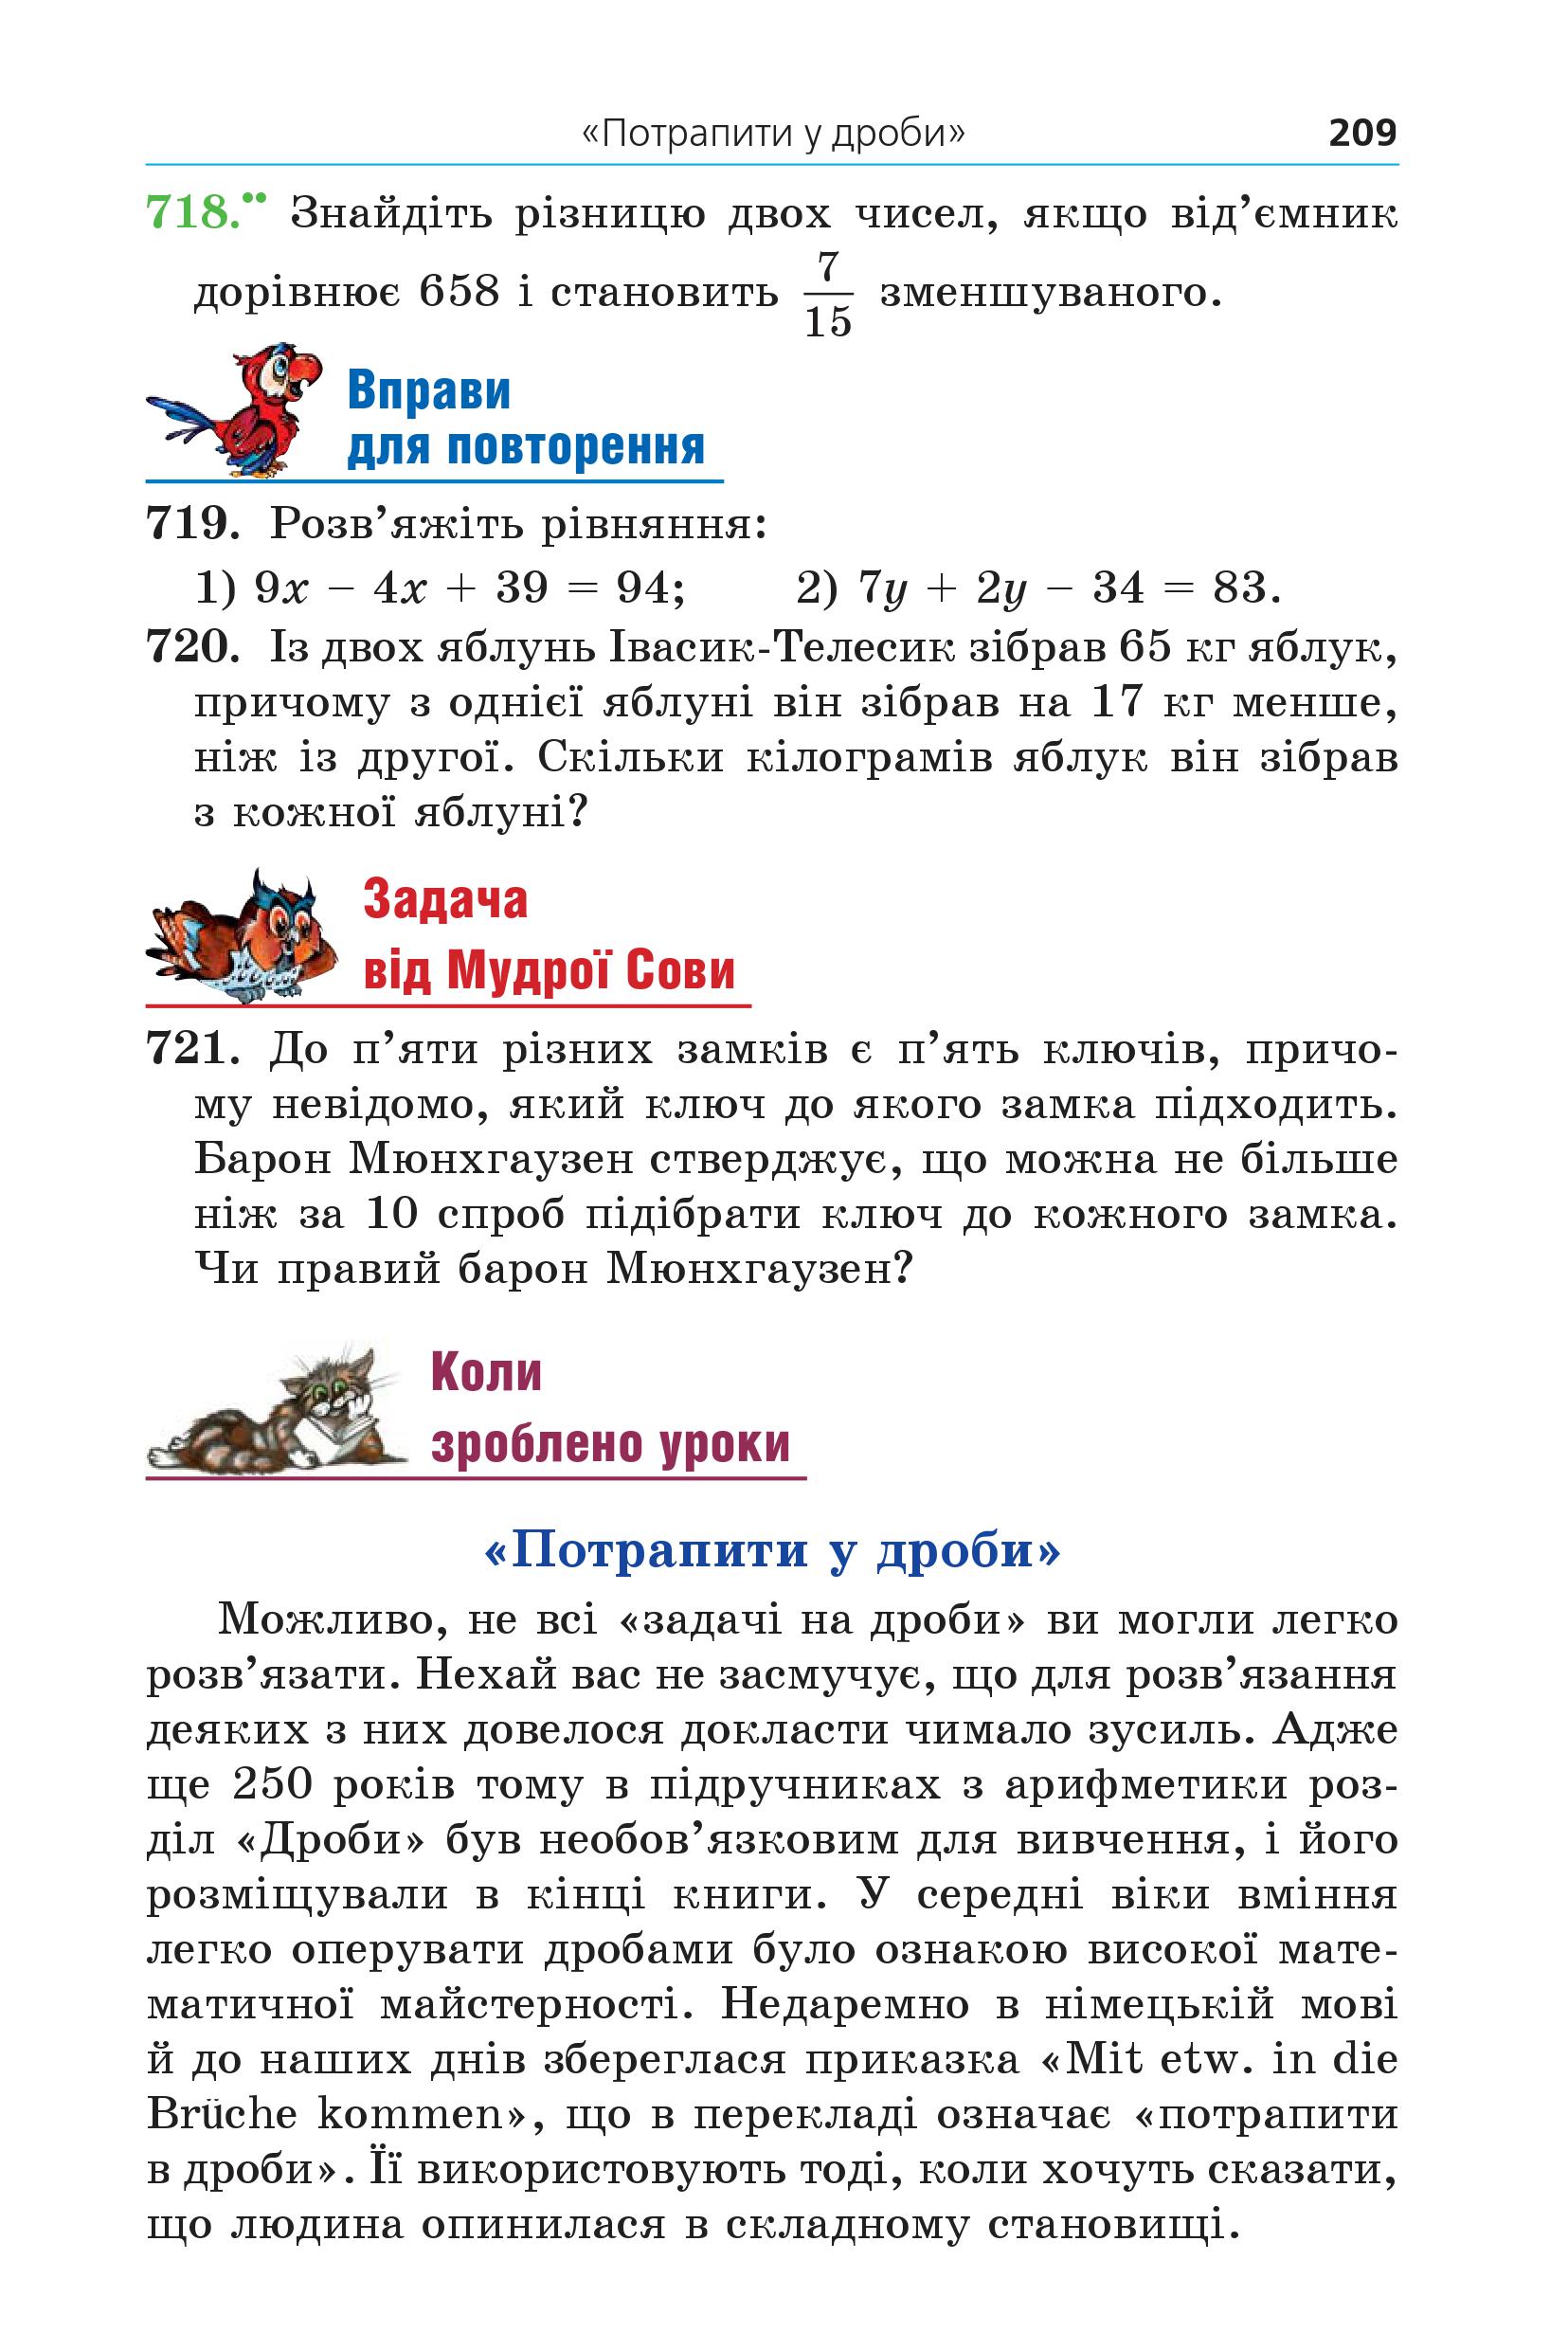 «Потрапити у дроби» 209
718.•• Знайдіть різницю двох чисел, якщо від’ємник
дорівнює 658 і становить 7/15 зменшуваного.
Вправи
для повторення
719. Розв’яжіть рівняння:
1) 9x − 4x + 39 = 94; 2) 7y + 2y − 34 = 83.
720. Із двох яблунь Івасик-Телесик зібрав 65 кг яблук,
причому з однієї яблуні він зібрав на 17 кг менше,
ніж із другої. Скільки кілограмів яблук він зібрав
з кожної яблуні?
Задача
від Мудрої Сови
721. До п’яти різних замків є п’ять ключів, причо-
му невідомо, який ключ до якого замка підходить.
Барон Мюнхгаузен стверджує, що можна не більше
ніж за 10 спроб підібрати ключ до кожного замка.
Чи правий барон Мюнхгаузен?
Коли
зроблено уроки
«Потрапити у дроби»
Можливо, не всі «задачі на дроби» ви могли легко
розв’язати. Нехай вас не засмучує, що для розв’язання
деяких з них довелося докласти чимало зусиль. Адже
ще 250 років тому в підручниках з арифметики роз-
діл «Дроби» був необов’язковим для вивчення, і його
розміщували в кінці книги. У середні віки вміння
легко оперувати дробами було ознакою високої мате-
матичної майстерності. Недаремно в німецькій мові
й до наших днів збереглася приказка «Mit etw. in die
Brüche kommen», що в перекладі означає «потрапити
в дроби». Її використовують тоді, коли хочуть сказати,
що людина опинилася в складному становищі.